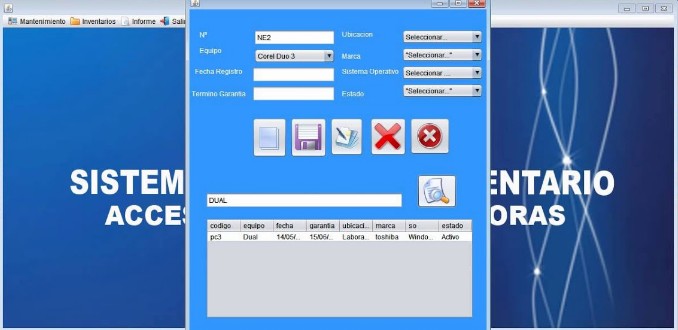 Mantenimiento Inventarios Informe Salir
Nº NE2 Ubicacion Seleccionar...
Equipo Corel Duo 3 Marca "Seleccionar..."
Fecha Registro Sistema Operativo Seleccionar ...
Termino Garantia Estado "Seleccionar..."
SISTEM ENTARIO
ACCES ORAS
DUAL
codigo equipo fecha garantia ubicaci... marca so estado
pc3 Dual 14/05/... 15/06/... Labora... toshiba Windo... Activo